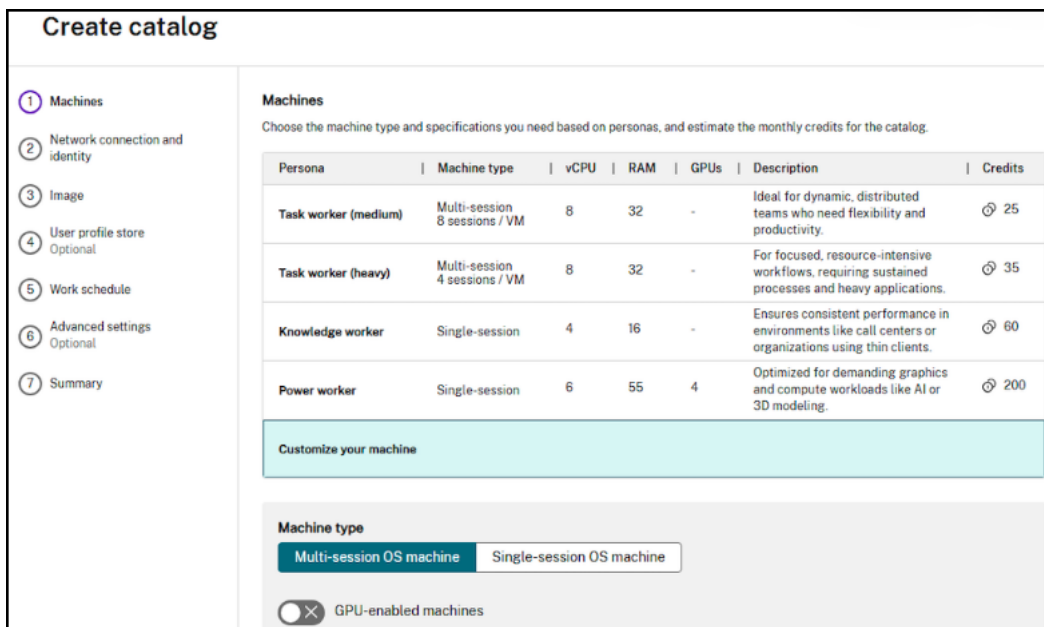 Create catalog
1 Machines
2 Network connection and
identity
3 Image
4 User profile store
Optional
5 Work schedule
6 Advanced settings
Optional
7 Summary
Machines
Choose the machine type and specifications you need based on personas, and estimate the monthly credits for the catalog.
Persona | Machine type | vCPU | RAM | GPUs | Description | Credits
Task worker (medium) Multi-session 8 32 - Ideal for dynamic, distributed 25
8 sessions / VM teams who need flexibility and
productivity.
Task worker (heavy) Multi-session 8 32 - For focused, resource-intensive 35
4 sessions / VM workflows, requiring sustained
processes and heavy applications.
Knowledge worker Single-session 4 16 - Ensures consistent performance in 60
environments like call centers or
organizations using thin clients.
Power worker Single-session 6 55 4 Optimized for demanding graphics 200
and compute workloads like AI or
3D modeling.
Customize your machine
Machine type
Multi-session OS machine Single-session OS machine
GPU-enabled machines